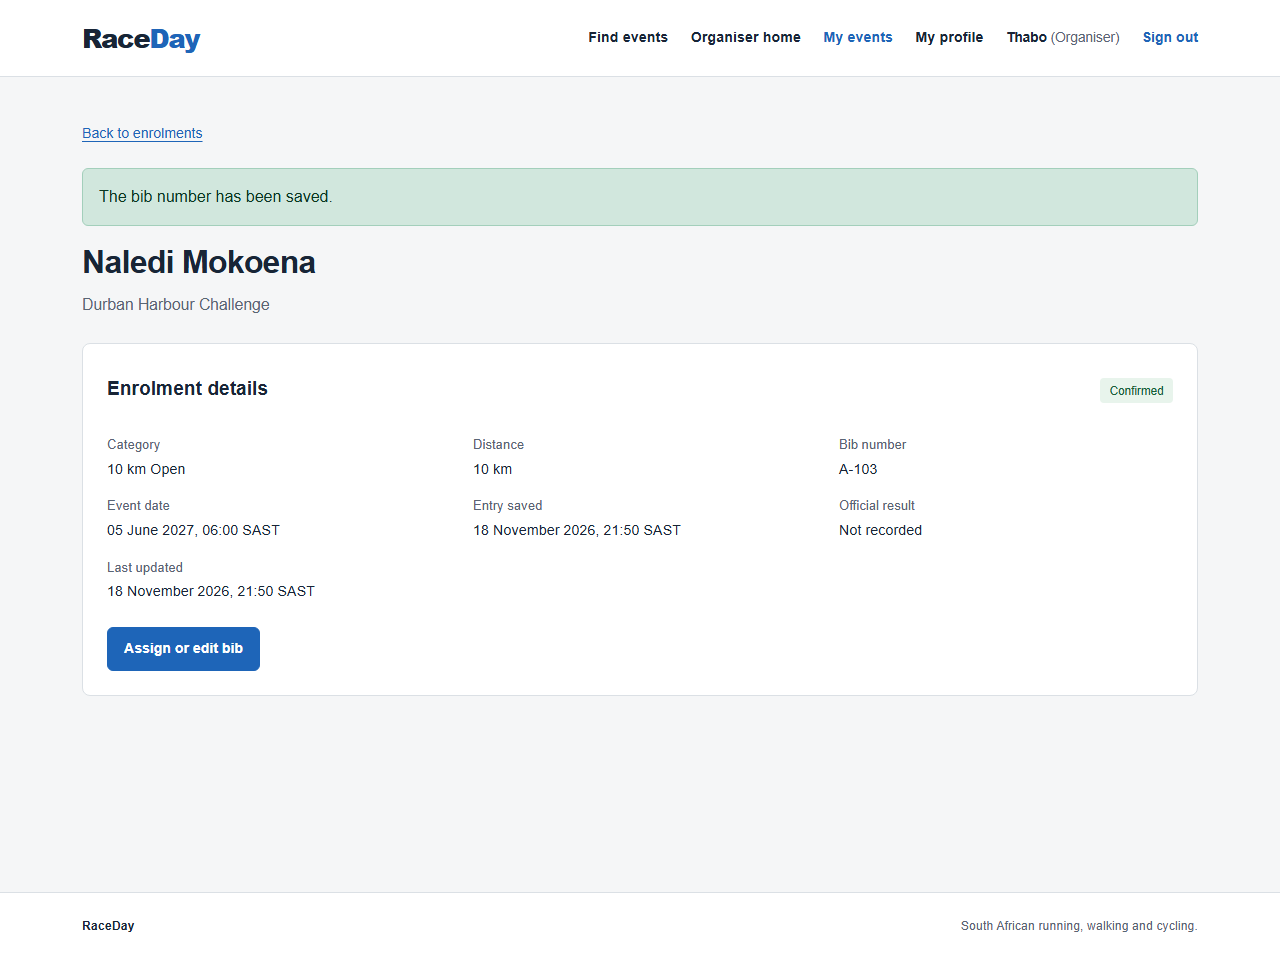 RaceDay
Find events Organiser home My events My profile Thabo (Organiser) Sign out
Back to enrolments
The bib number has been saved.
Naledi Mokoena
Durban Harbour Challenge
Enrolment details
Confirmed
Category Distance Bib number
10 km Open 10 km A-103
Event date Entry saved Official result
05 June 2027, 06:00 SAST 18 November 2026, 21:50 SAST Not recorded
Last updated
18 November 2026, 21:50 SAST
Assign or edit bib
RaceDay South African running, walking and cycling.